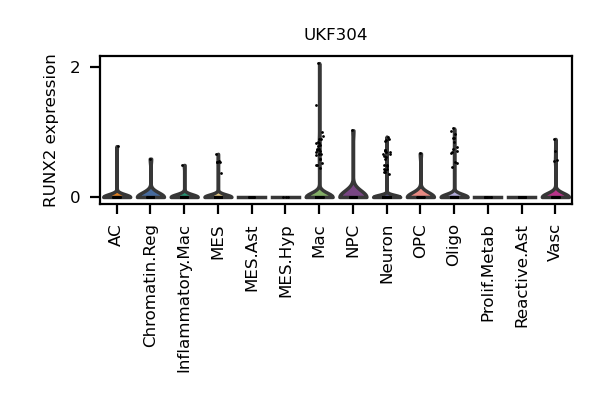 UKF304
RUNX2 expression
2
0
AC
Chromatin.Reg
Inflammatory.Mac
MES
MES.Ast
MES.Hyp
Mac
NPC
Neuron
OPC
Oligo
Prolif.Metab
Reactive.Ast
Vasc